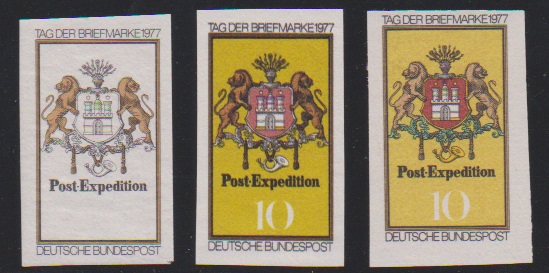 TAG DER BRIEFMARKE 1977
Post-Expedition
DEUTSCHE BUNDESPOST
TAG DER BRIEFMARKE 1977
Post-Expedition
10
DEUTSCHE BUNDESPOST
TAG DER BRIEFMARKE 1977
Post-Expedition
10
DEUTSCHE BUNDESPOST